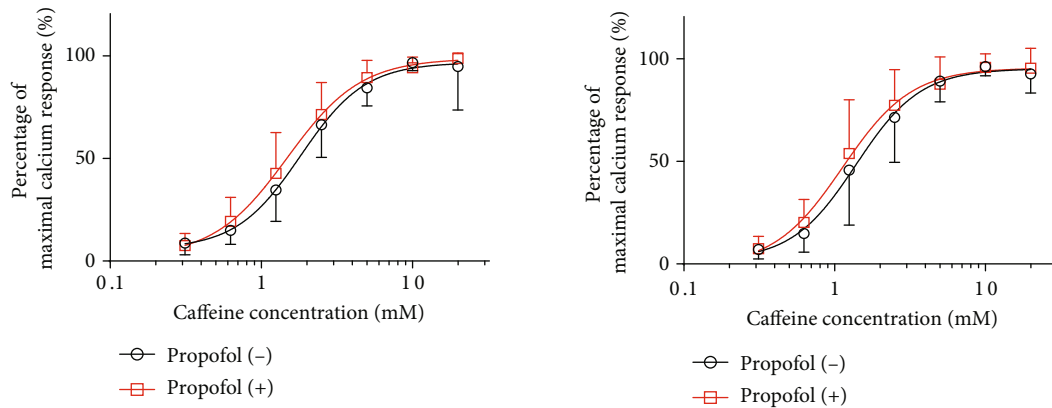 Percentage of
maximal calcium response (%)
100
50
0
0.1
1
10
Caffeine concentration (mM)
Propofol (–)
Propofol (+)
Percentage of
maximal calcium response (%)
100
50
0
0.1
1
10
Caffeine concentration (mM)
Propofol (–)
Propofol (+)